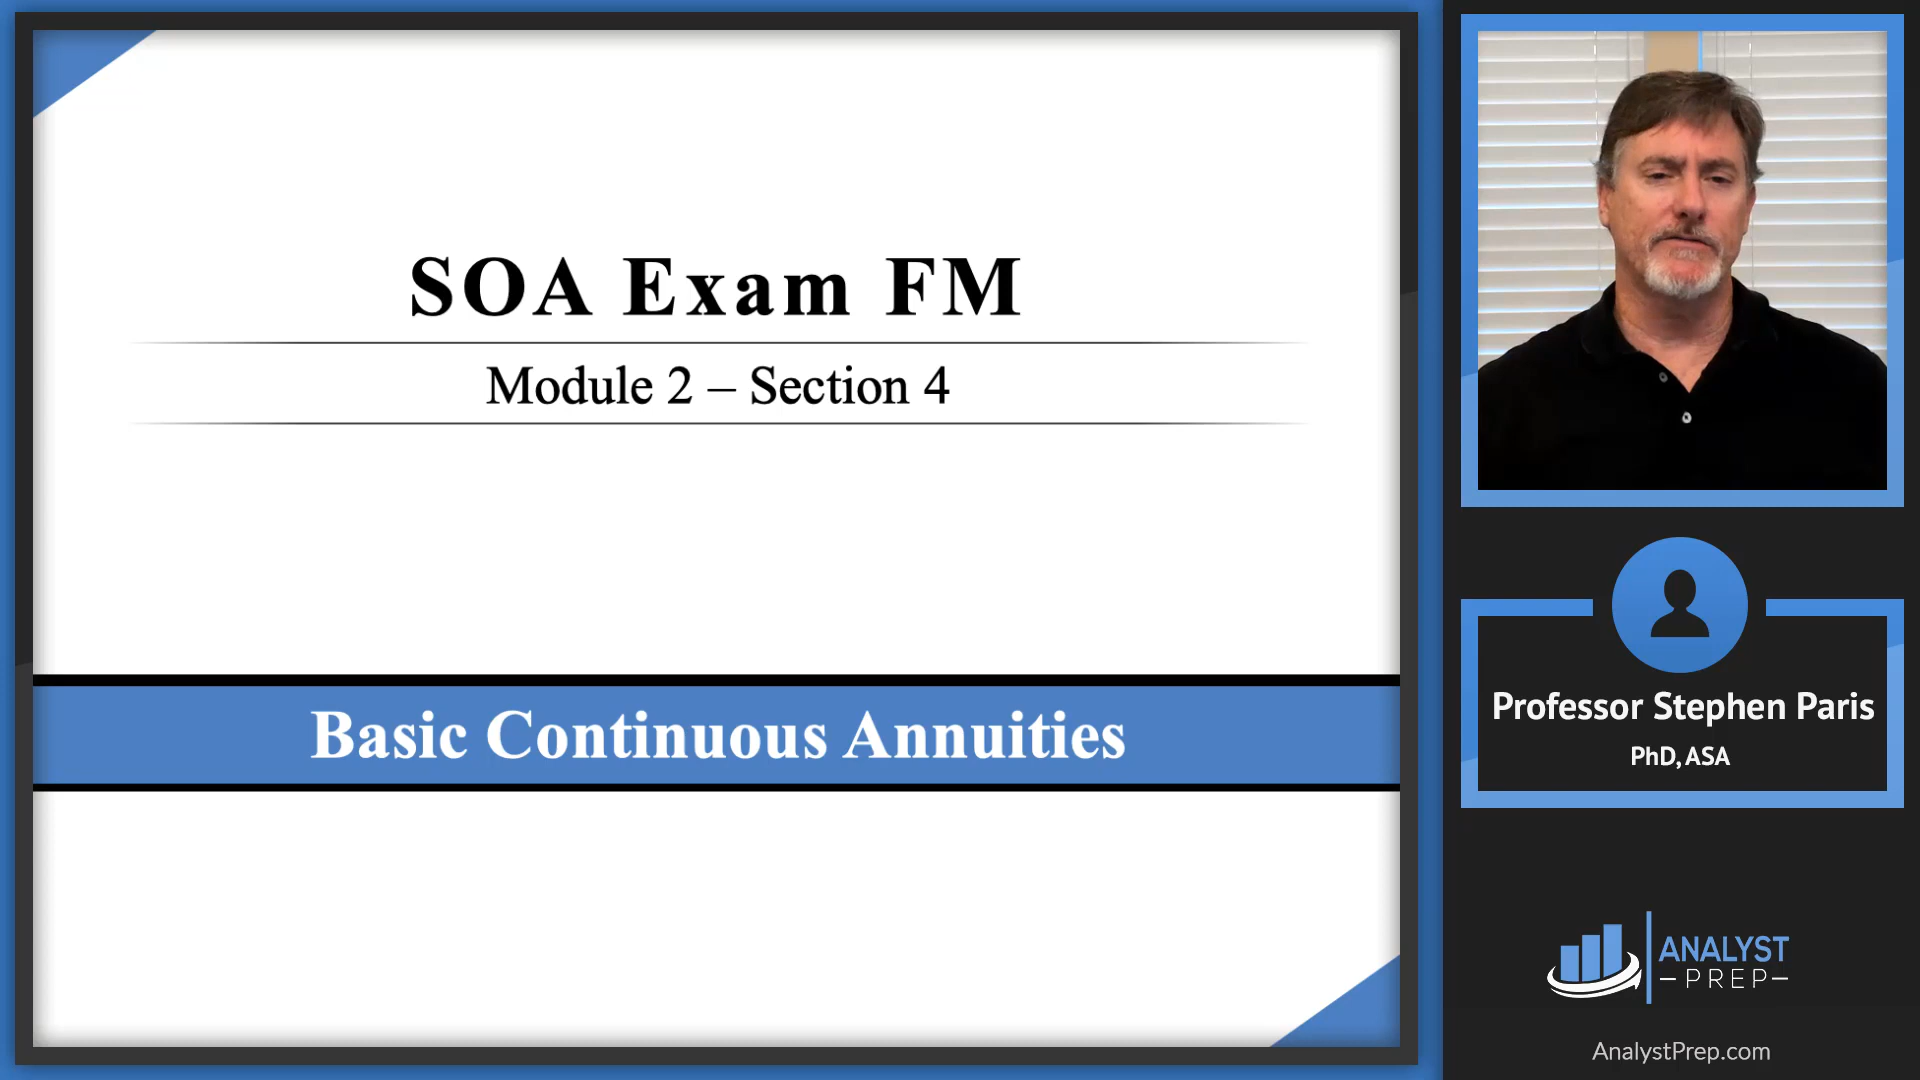 SOA Exam FM
Module 2 – Section 4
Basic Continuous Annuities
Professor Stephen Paris
PhD, ASA
ANALYST
PREP
AnalystPrep.com